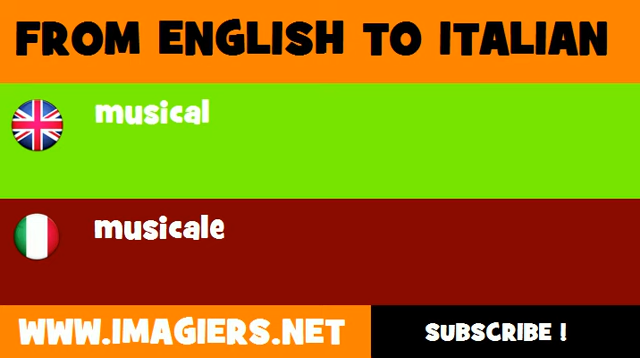 FROM ENGLISH TO ITALIAN
musical
musicale
WWW.IMAGIERS.NET
SUBSCRIBE !